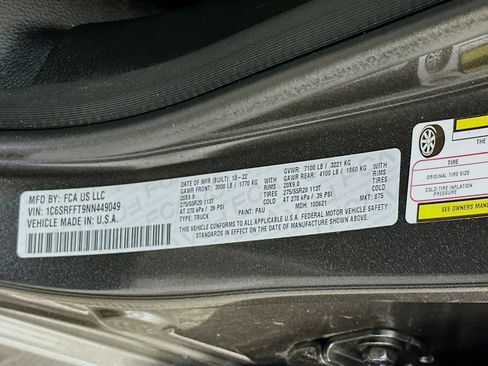 MFD BY: FCA US LLC
VIN: 1C6SRFFT9NN449049
VEHICLE MADE IN: U.S.A.
DATE OF MFR (BUILT): 10-22
GAWR FRONT: 3900 LB / 1770 KG
20X9.0 RIMS
275/55R20 113T TIRES
AT 270 kPa / 39 PSI COLD
TYPE: TRUCK
GVWR: 7100 LB / 3221 KG
GAWR REAR: 4100 LB / 1860 KG
20X9.0 RIMS
275/55R20 113T TIRES
AT 270 kPa / 39 PSI COLD
MDH: 100621
MKT: 875
PAINT: PAU
THIS VEHICLE CONFORMS TO ALL APPLICABLE U.S.A. FEDERAL MOTOR VEHICLE SAFETY
STANDARDS IN EFFECT ON THE DATE OF MANUFACTURE SHOWN ABOVE
THE
TIRE
ORIGINAL TIRE SIZE
COLD TIRE
SEE OWNERS